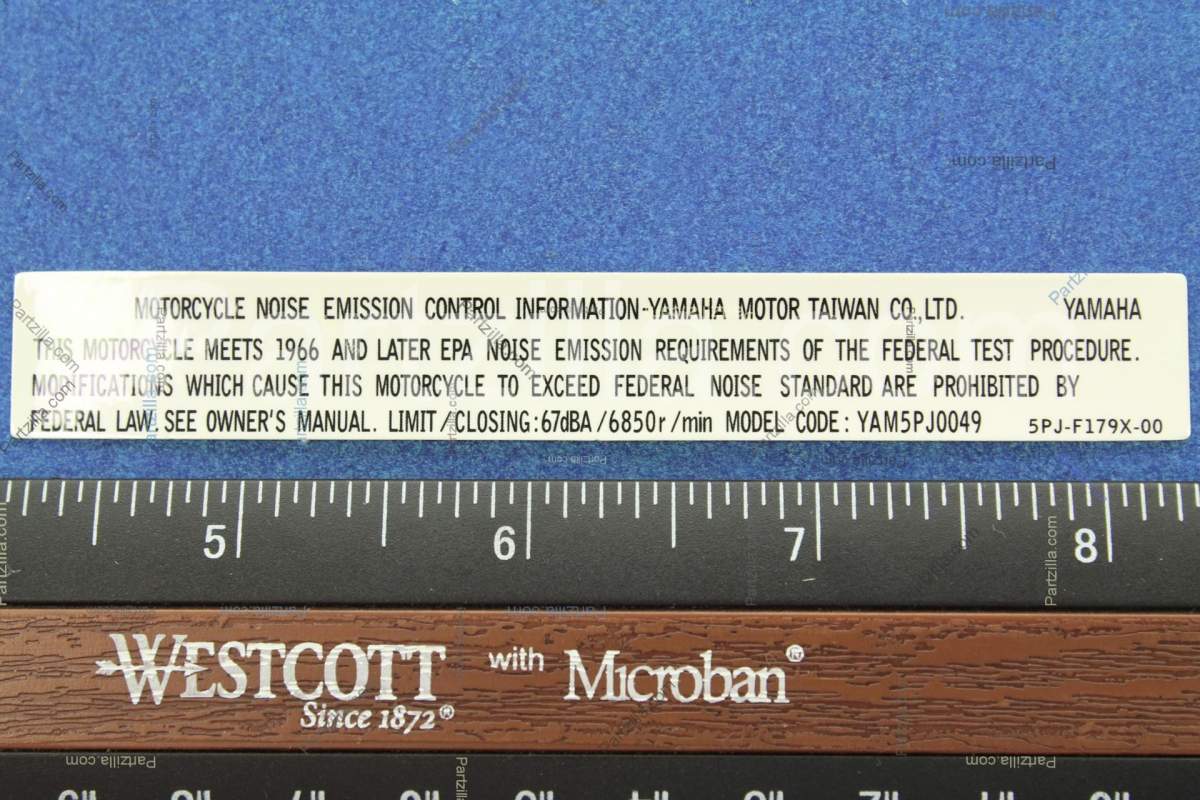 MOTORCYCLE NOISE EMISSION CONTROL INFORMATION-YAMAHA MOTOR TAIWAN CO.,LTD. YAMAHA
THIS MOTORCYCLE MEETS 1966 AND LATER EPA NOISE EMISSION REQUIREMENTS OF THE FEDERAL TEST PROCEDURE.
MODIFICATIONS WHICH CAUSE THIS MOTORCYCLE TO EXCEED FEDERAL NOISE STANDARD ARE PROHIBITED BY
FEDERAL LAW. SEE OWNER'S MANUAL. LIMIT/CLOSING:67dBA/6850r/min MODEL CODE: YAM5PJ0049 5PJ-F179X-00
5 6 7 8
WESTCOTT with Microban®
Since 1872®
Partzilla.com